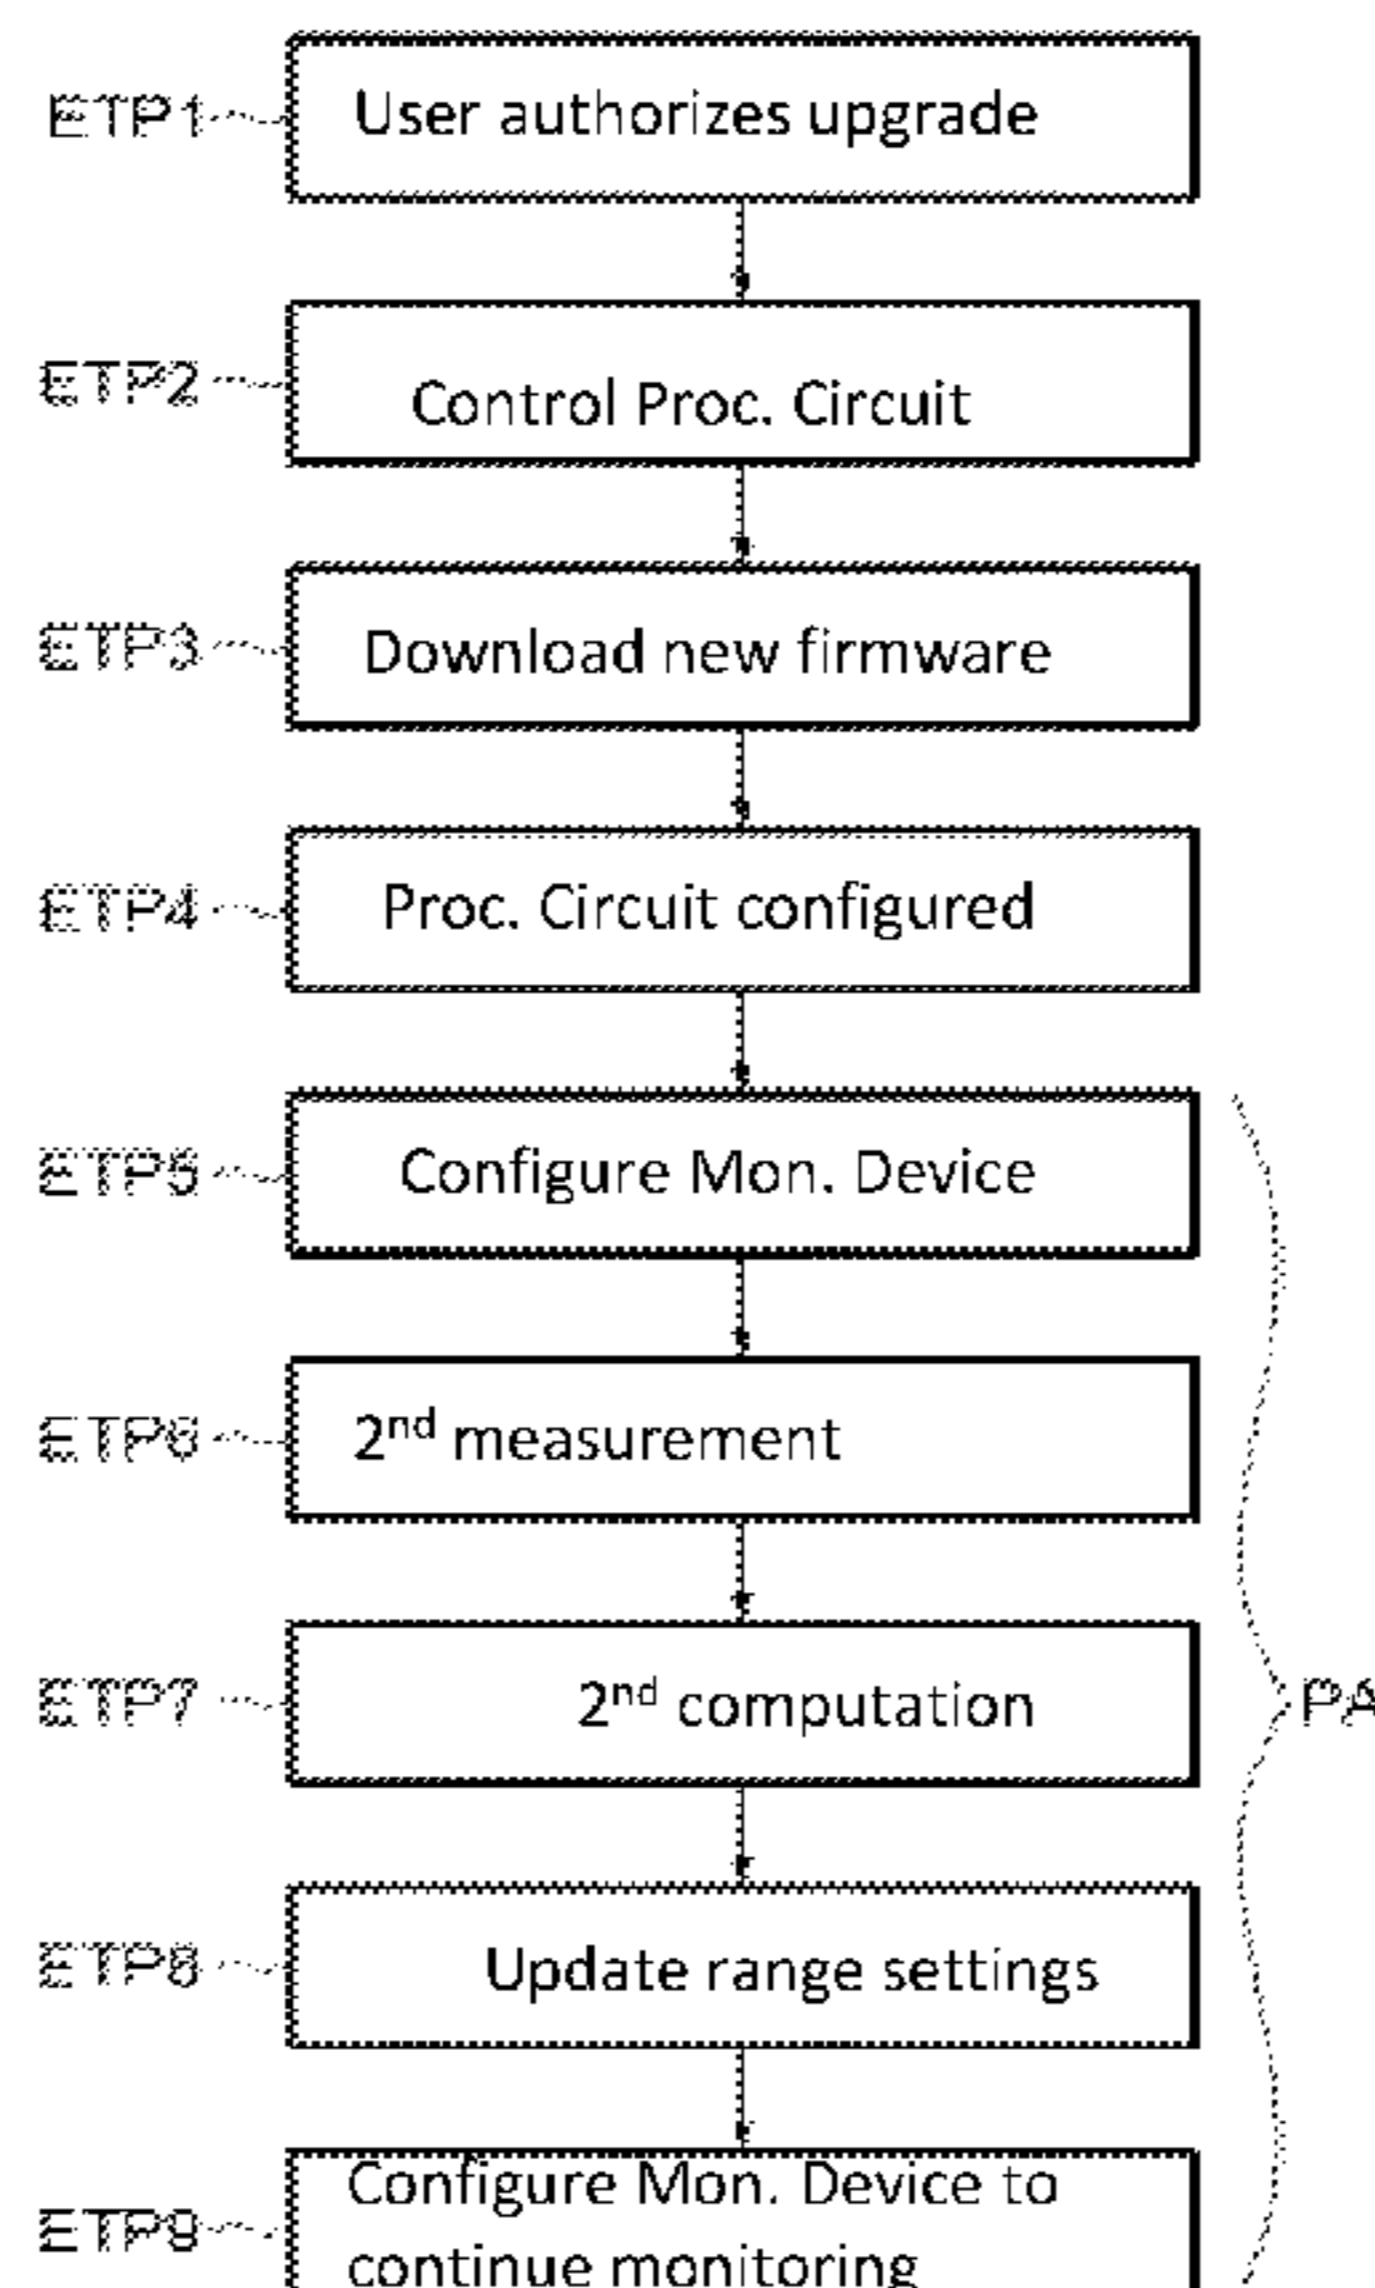 ETP1 User authorizes upgrade
ETP2 Control Proc. Circuit
ETP3 Download new firmware
ETP4 Proc. Circuit configured
ETP5 Configure Mon. Device
ETP6 2nd measurement
ETP7 2nd computation
PA
ETP8 Update range settings
ETP9 Configure Mon. Device to
continue monitoring